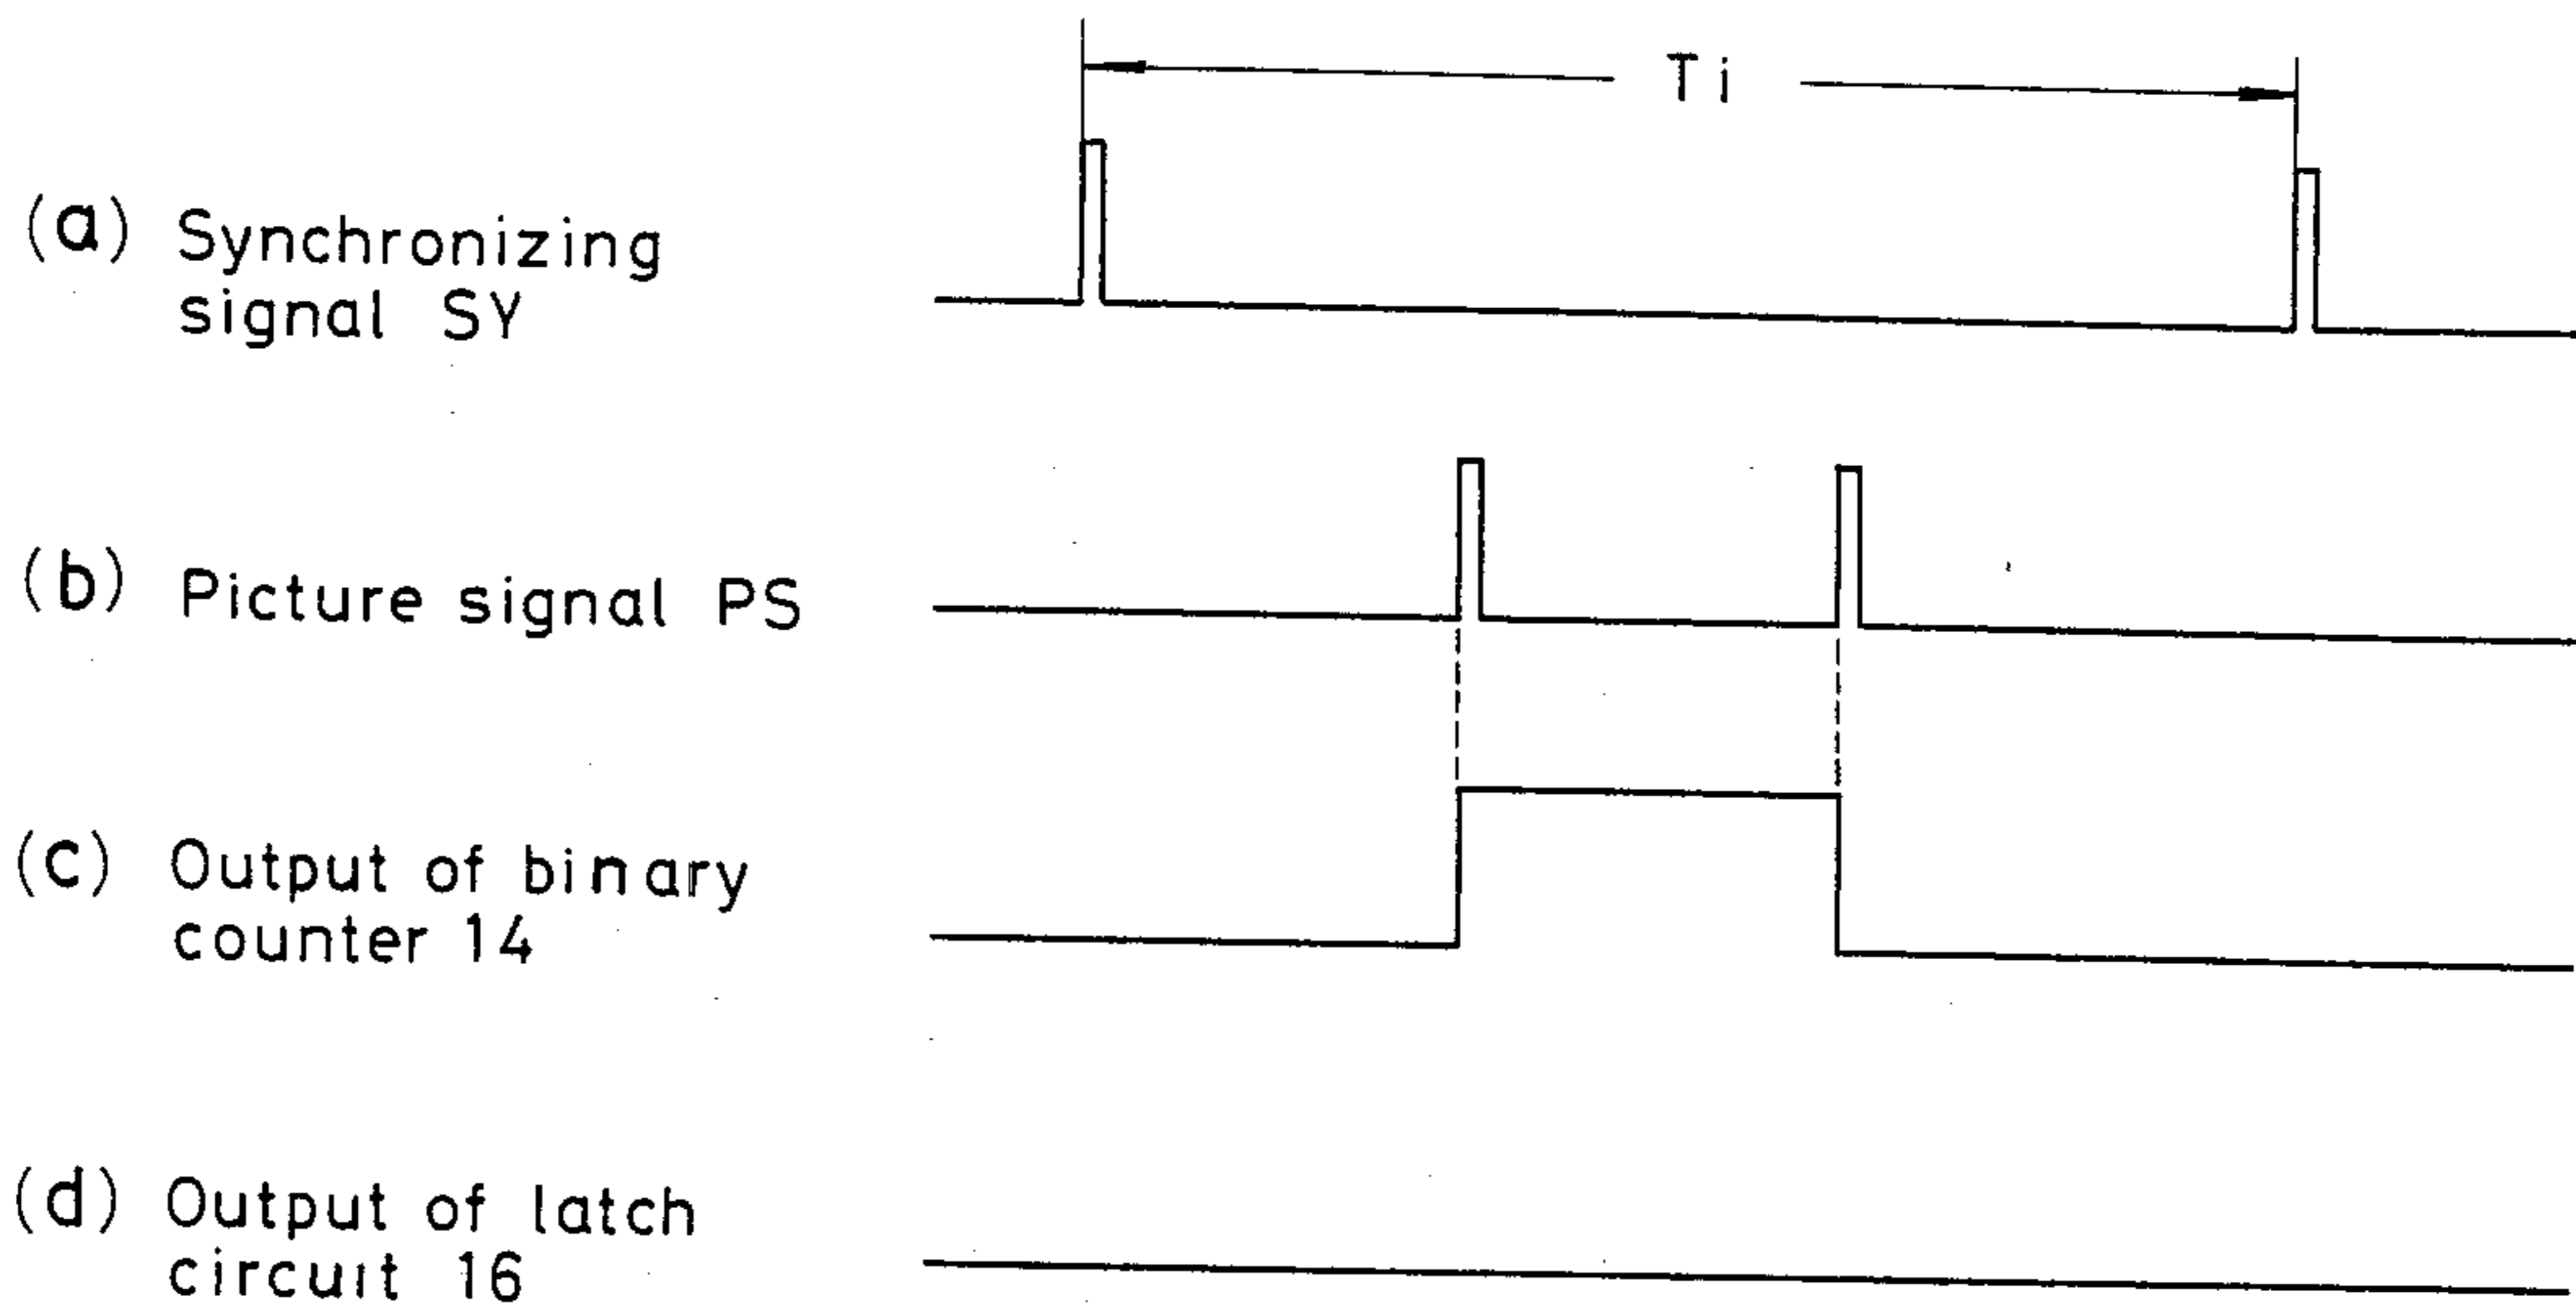 Ti
(a) Synchronizing
signal SY
(b) Picture signal PS
(c) Output of binary
counter 14
(d) Output of latch
circuit 16